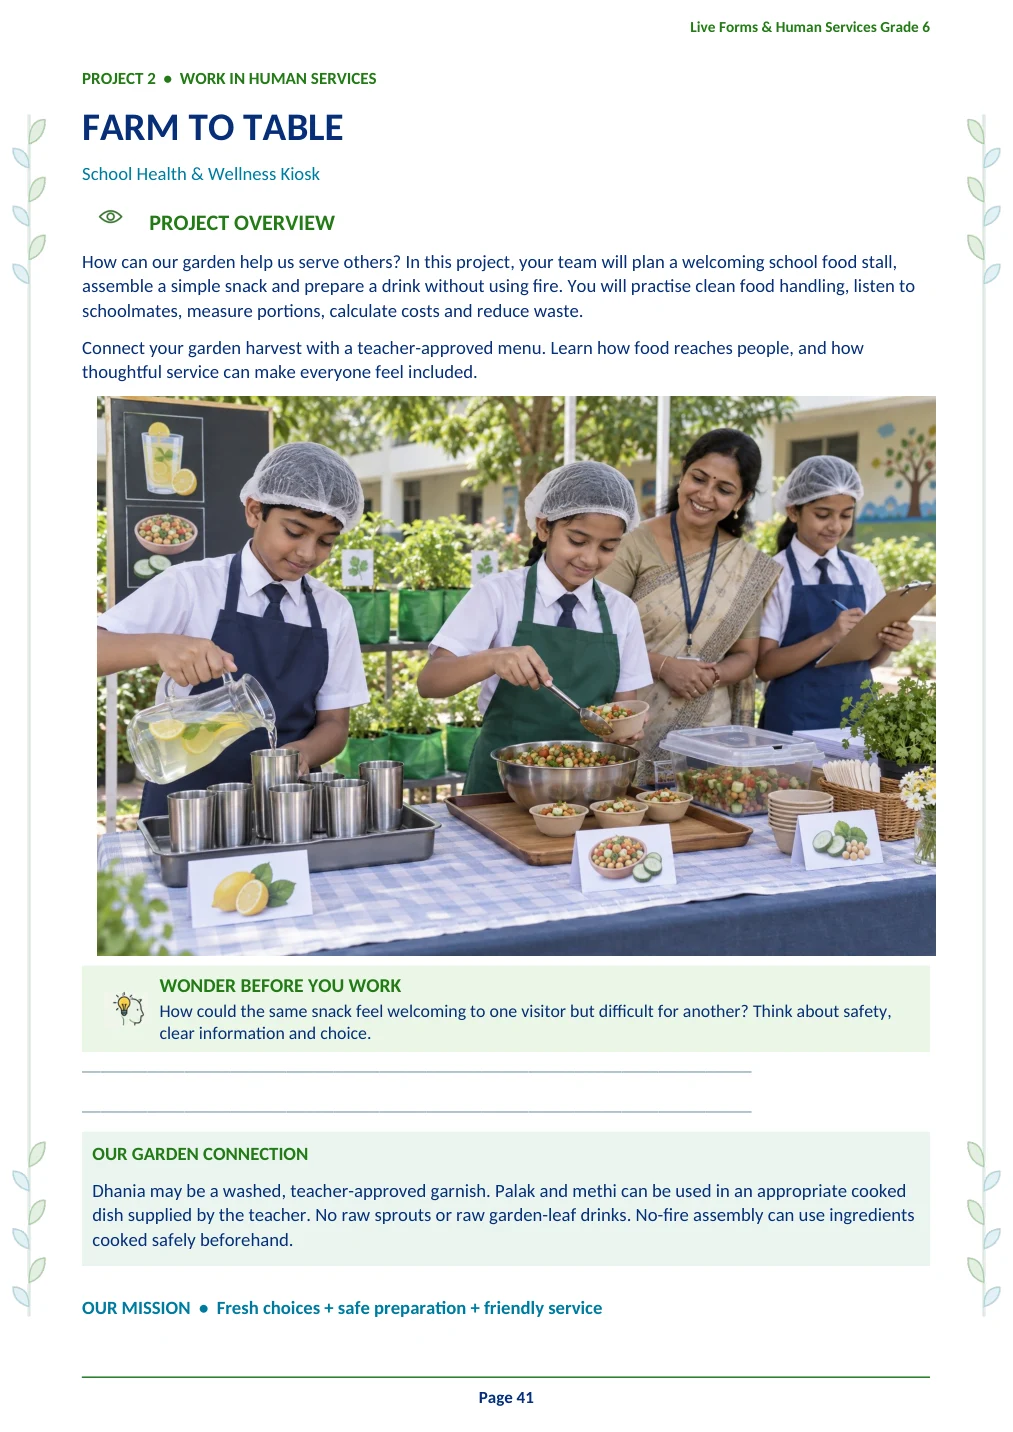 Live Forms & Human Services Grade 6
PROJECT 2 ● WORK IN HUMAN SERVICES
FARM TO TABLE
School Health & Wellness Kiosk
PROJECT OVERVIEW
How can our garden help us serve others? In this project, your team will plan a welcoming school food stall,
assemble a simple snack and prepare a drink without using fire. You will practise clean food handling, listen to
schoolmates, measure portions, calculate costs and reduce waste.
Connect your garden harvest with a teacher-approved menu. Learn how food reaches people, and how
thoughtful service can make everyone feel included.
WONDER BEFORE YOU WORK
How could the same snack feel welcoming to one visitor but difficult for another? Think about safety,
clear information and choice.
OUR GARDEN CONNECTION
Dhania may be a washed, teacher-approved garnish. Palak and methi can be used in an appropriate cooked
dish supplied by the teacher. No raw sprouts or raw garden-leaf drinks. No-fire assembly can use ingredients
cooked safely beforehand.
OUR MISSION ● Fresh choices + safe preparation + friendly service
Page 41